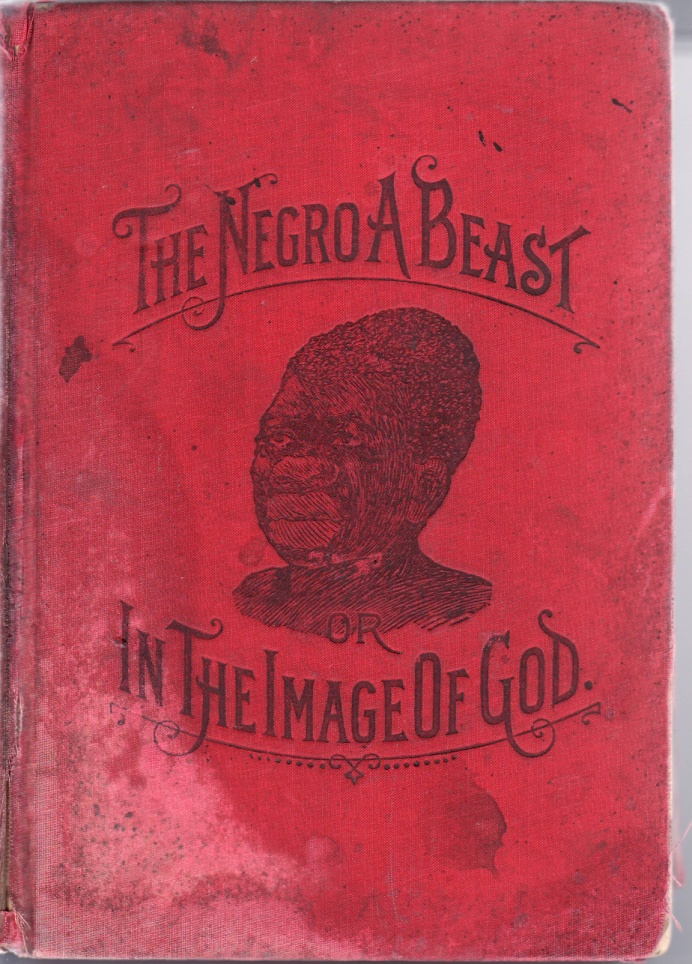 THE NEGRO A BEAST
OR
IN THE IMAGE OF GOD.